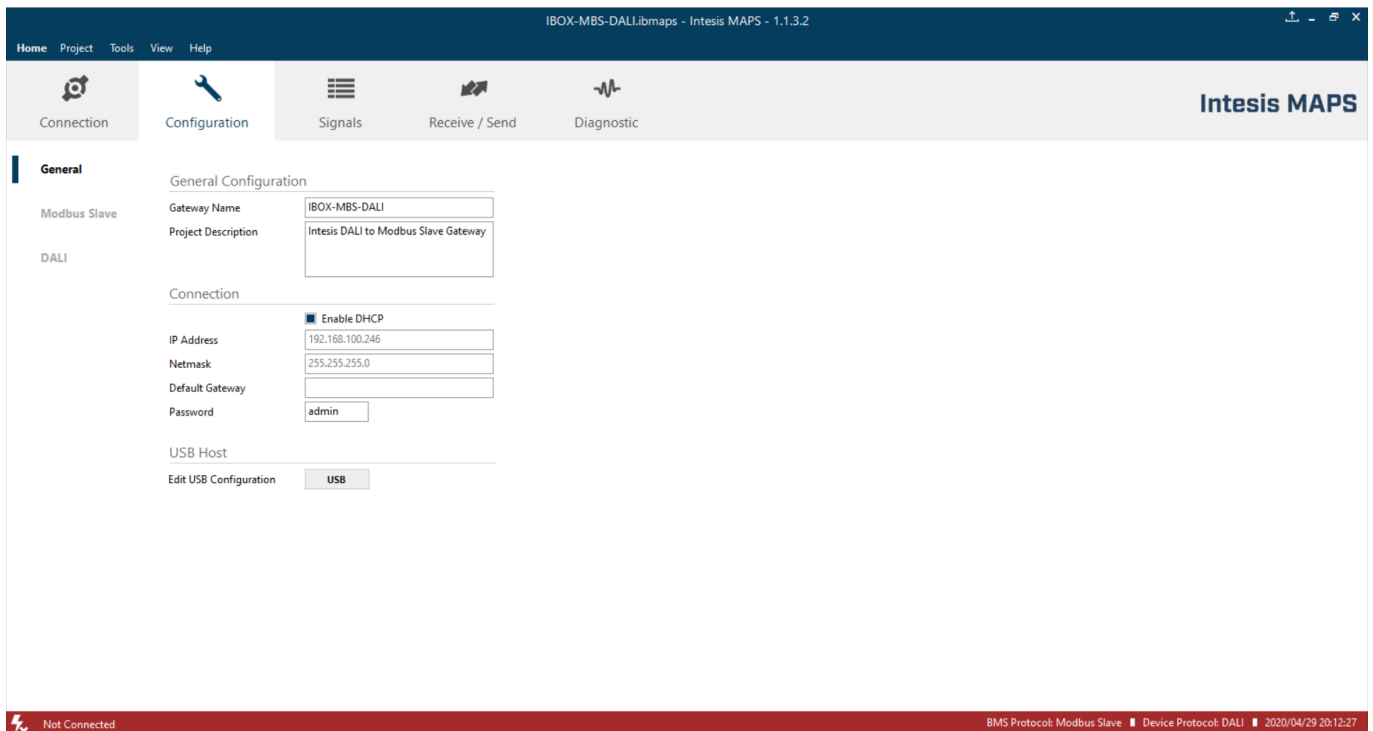 IBOX-MBS-DALI.ibmaps - Intesis MAPS - 1.1.3.2
Home Project Tools View Help
Connection Configuration Signals Receive / Send Diagnostic
Intesis MAPS
General
Modbus Slave
DALI
General Configuration
Gateway Name IBOX-MBS-DALI
Project Description Intesis DALI to Modbus Slave Gateway
Connection
Enable DHCP
IP Address 192.168.100.246
Netmask 255.255.255.0
Default Gateway
Password admin
USB Host
Edit USB Configuration USB
Not Connected BMS Protocol: Modbus Slave Device Protocol: DALI 2020/04/29 20:12:27